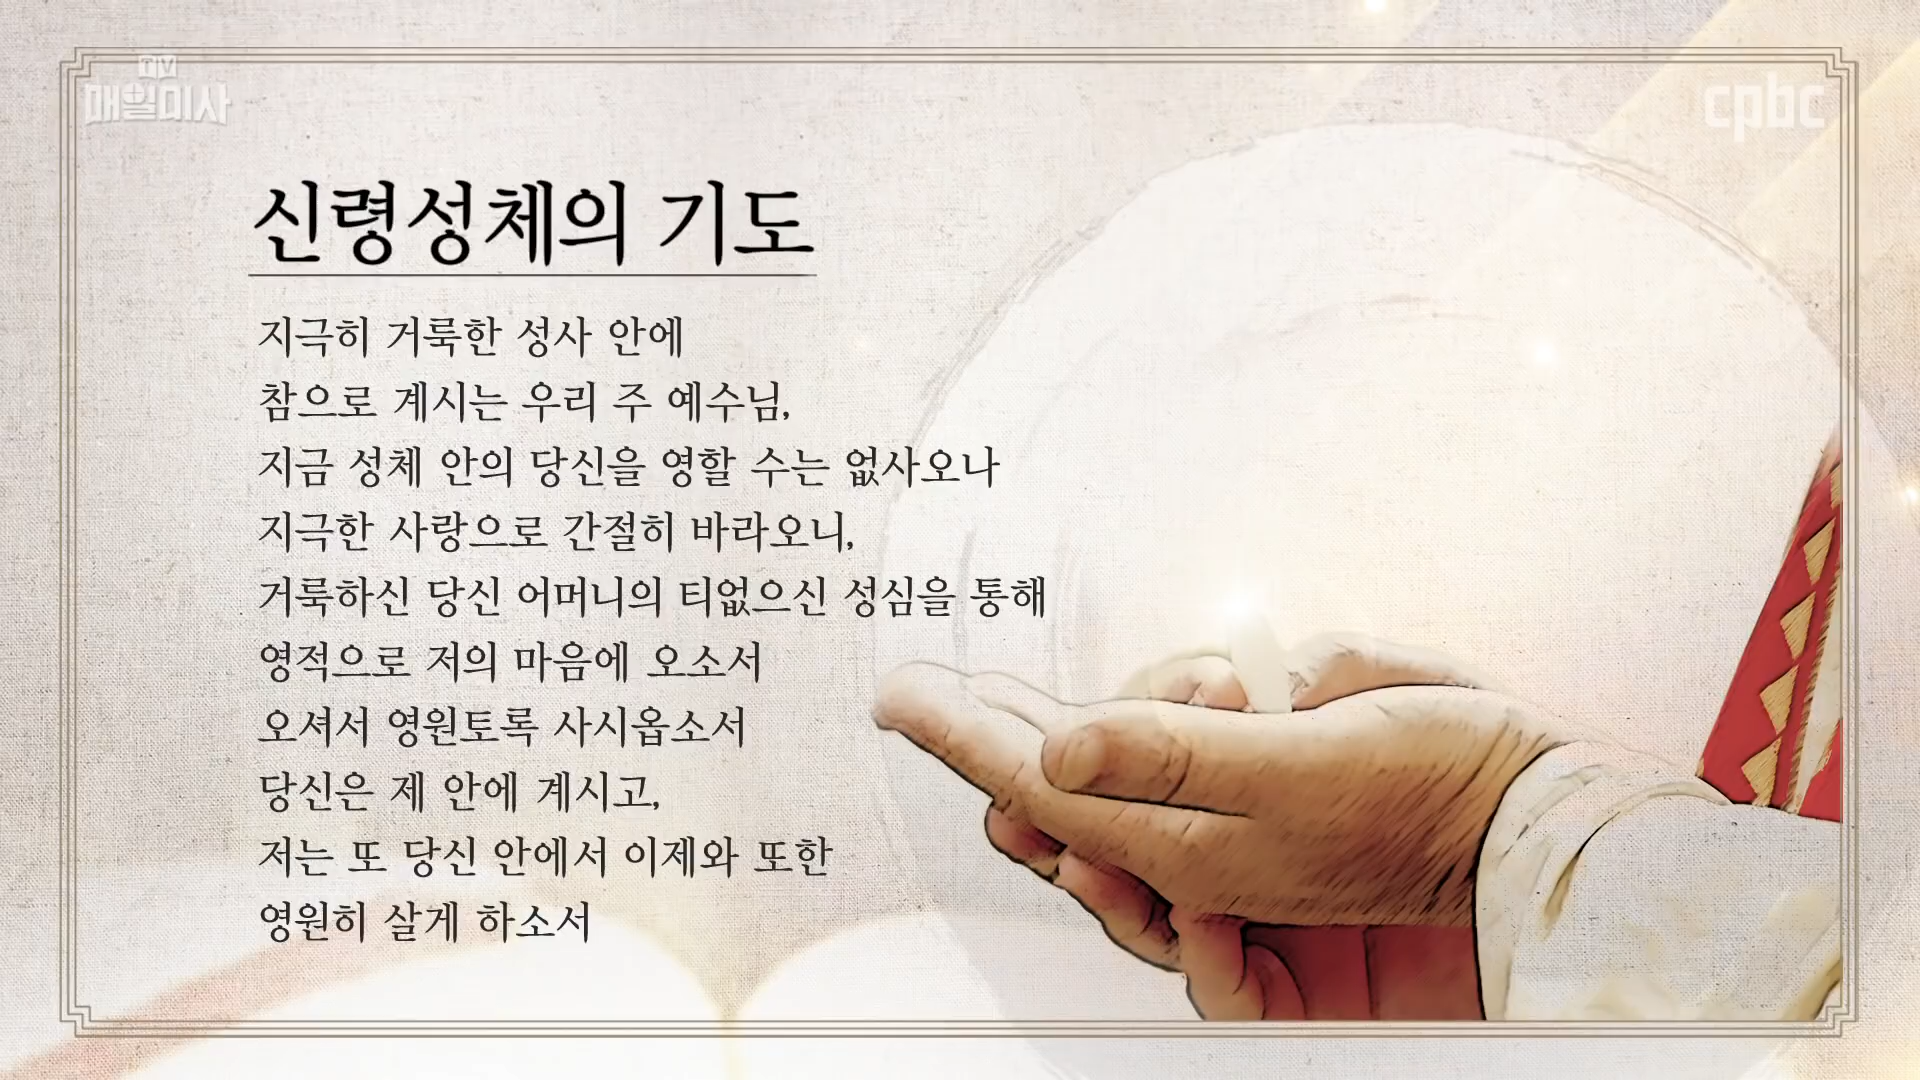 TV
매일미사
cpbc
신령성체의 기도
지극히 거룩한 성사 안에
참으로 계시는 우리 주 예수님,
지금 성체 안의 당신을 영할 수는 없사오나
지극한 사랑으로 간절히 바라오니,
거룩하신 당신 어머니의 티없으신 성심을 통해
영적으로 저의 마음에 오소서
오셔서 영원토록 사시옵소서
당신은 제 안에 계시고,
저는 또 당신 안에서 이제와 또한
영원히 살게 하소서